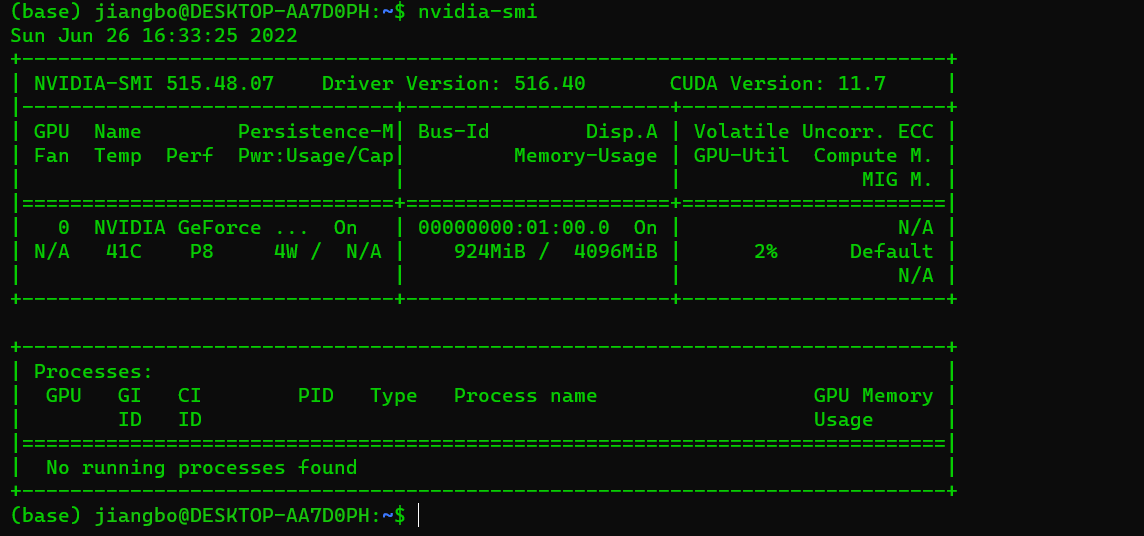 (base) jiangbo@DESKTOP-AA7D0PH:~$ nvidia-smi
Sun Jun 26 16:33:25 2022
+-----------------------------------------------------------------------------+
| NVIDIA-SMI 515.48.07    Driver Version: 516.40       CUDA Version: 11.7     |
|-------------------------------+----------------------+----------------------+
| GPU  Name        Persistence-M| Bus-Id        Disp.A | Volatile Uncorr. ECC |
| Fan  Temp  Perf  Pwr:Usage/Cap|         Memory-Usage | GPU-Util  Compute M. |
|                               |                      |               MIG M. |
|===============================+======================+======================|
|   0  NVIDIA GeForce ...  On   | 00000000:01:00.0  On |                  N/A |
| N/A   41C    P8     4W /  N/A |    924MiB /  4096MiB |      2%      Default |
|                               |                      |                  N/A |
+-------------------------------+----------------------+----------------------+

+-----------------------------------------------------------------------------+
| Processes:                                                                  |
|  GPU   GI   CI        PID   Type   Process name                  GPU Memory |
|        ID   ID                                                   Usage      |
|=============================================================================|
|  No running processes found                                                 |
+-----------------------------------------------------------------------------+
(base) jiangbo@DESKTOP-AA7D0PH:~$